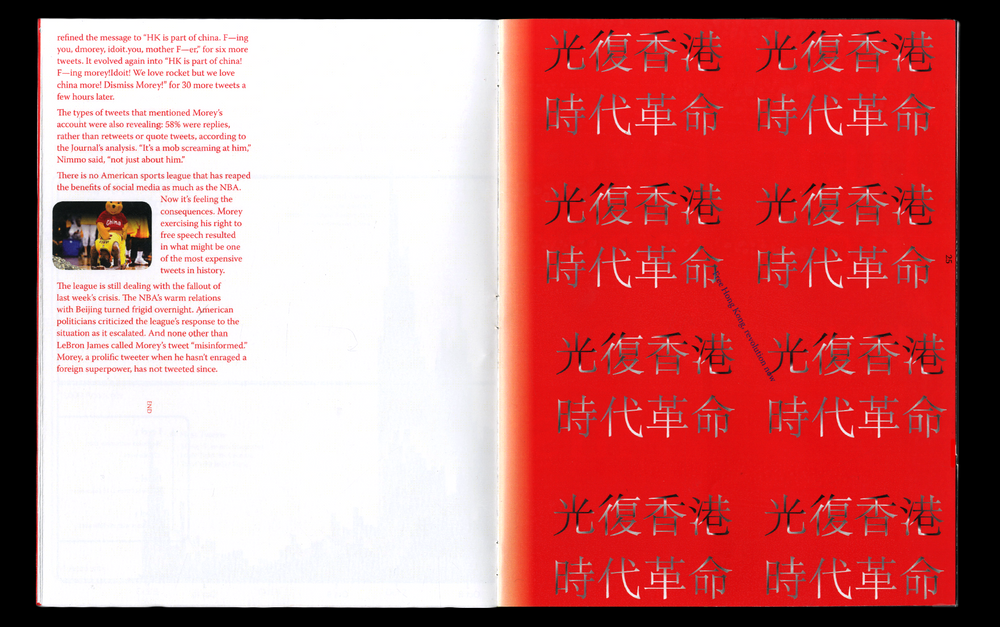 refined the message to “HK is part of china. F—ing
you, dmorey, idoit.you, mother F—er,” for six more
tweets. It evolved again into “HK is part of china!
F—ing morey!Idoit! We love rocket but we love
china more! Dismiss Morey!” for 30 more tweets a
few hours later.
The types of tweets that mentioned Morey’s
account were also revealing: 58% were replies,
rather than retweets or quote tweets, according to
the Journal’s analysis. “It’s a mob screaming at him,”
Nimmo said, “not just about him.”
There is no American sports league that has reaped
the benefits of social media as much as the NBA.
Now it’s feeling the
consequences. Morey
exercising his right to
free speech resulted
in what might be one
of the most expensive
tweets in history.
China
The league is still dealing with the fallout of
last week’s crisis. The NBA’s warm relations
with Beijing turned frigid overnight. American
politicians criticized the league’s response to the
situation as it escalated. And none other than
LeBron James called Morey’s tweet “misinformed.”
Morey, a prolific tweeter when he hasn’t enraged a
foreign superpower, has not tweeted since.
光復香港 光復香港
時代革命 時代革命
光復香港 光復香港
時代革命 時代革命
25
Free Hong Kong, revolution now
光復香港 光復香港
時代革命 時代革命
光復香港 光復香港
時代革命 時代革命